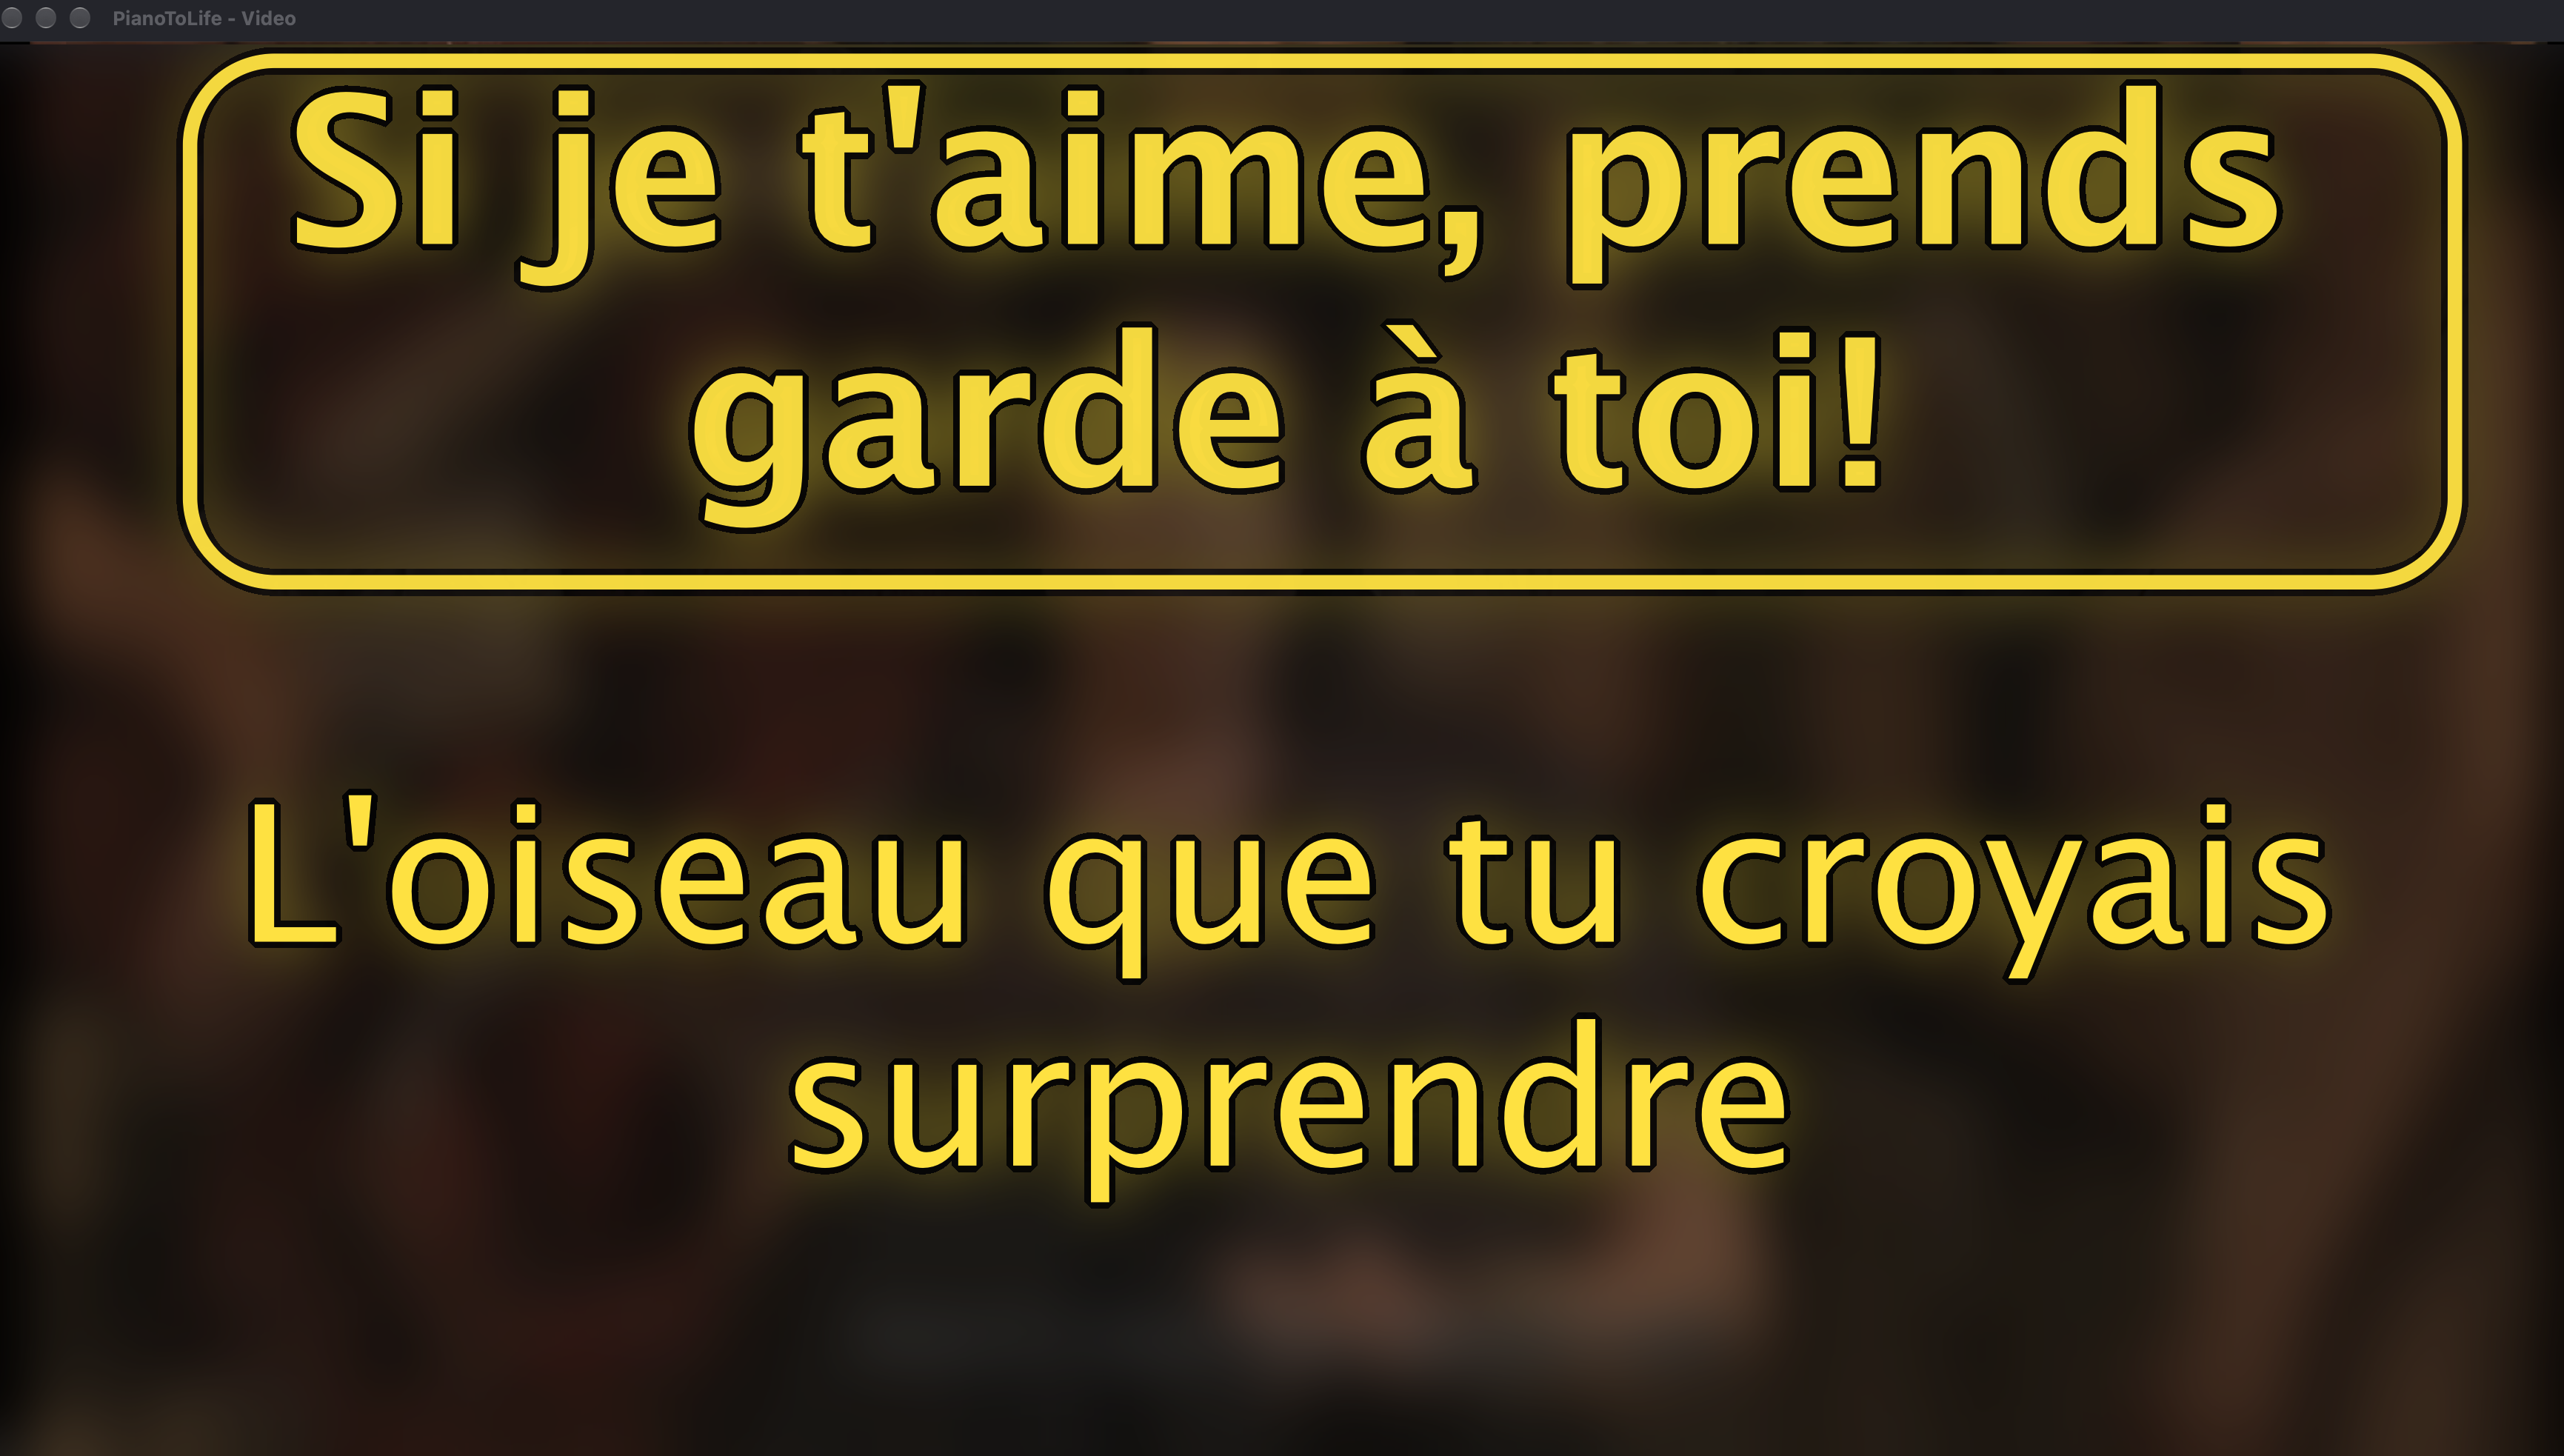 PianoToLife - Video
Si je t'aime, prends
garde à toi!
L'oiseau que tu croyais
surprendre